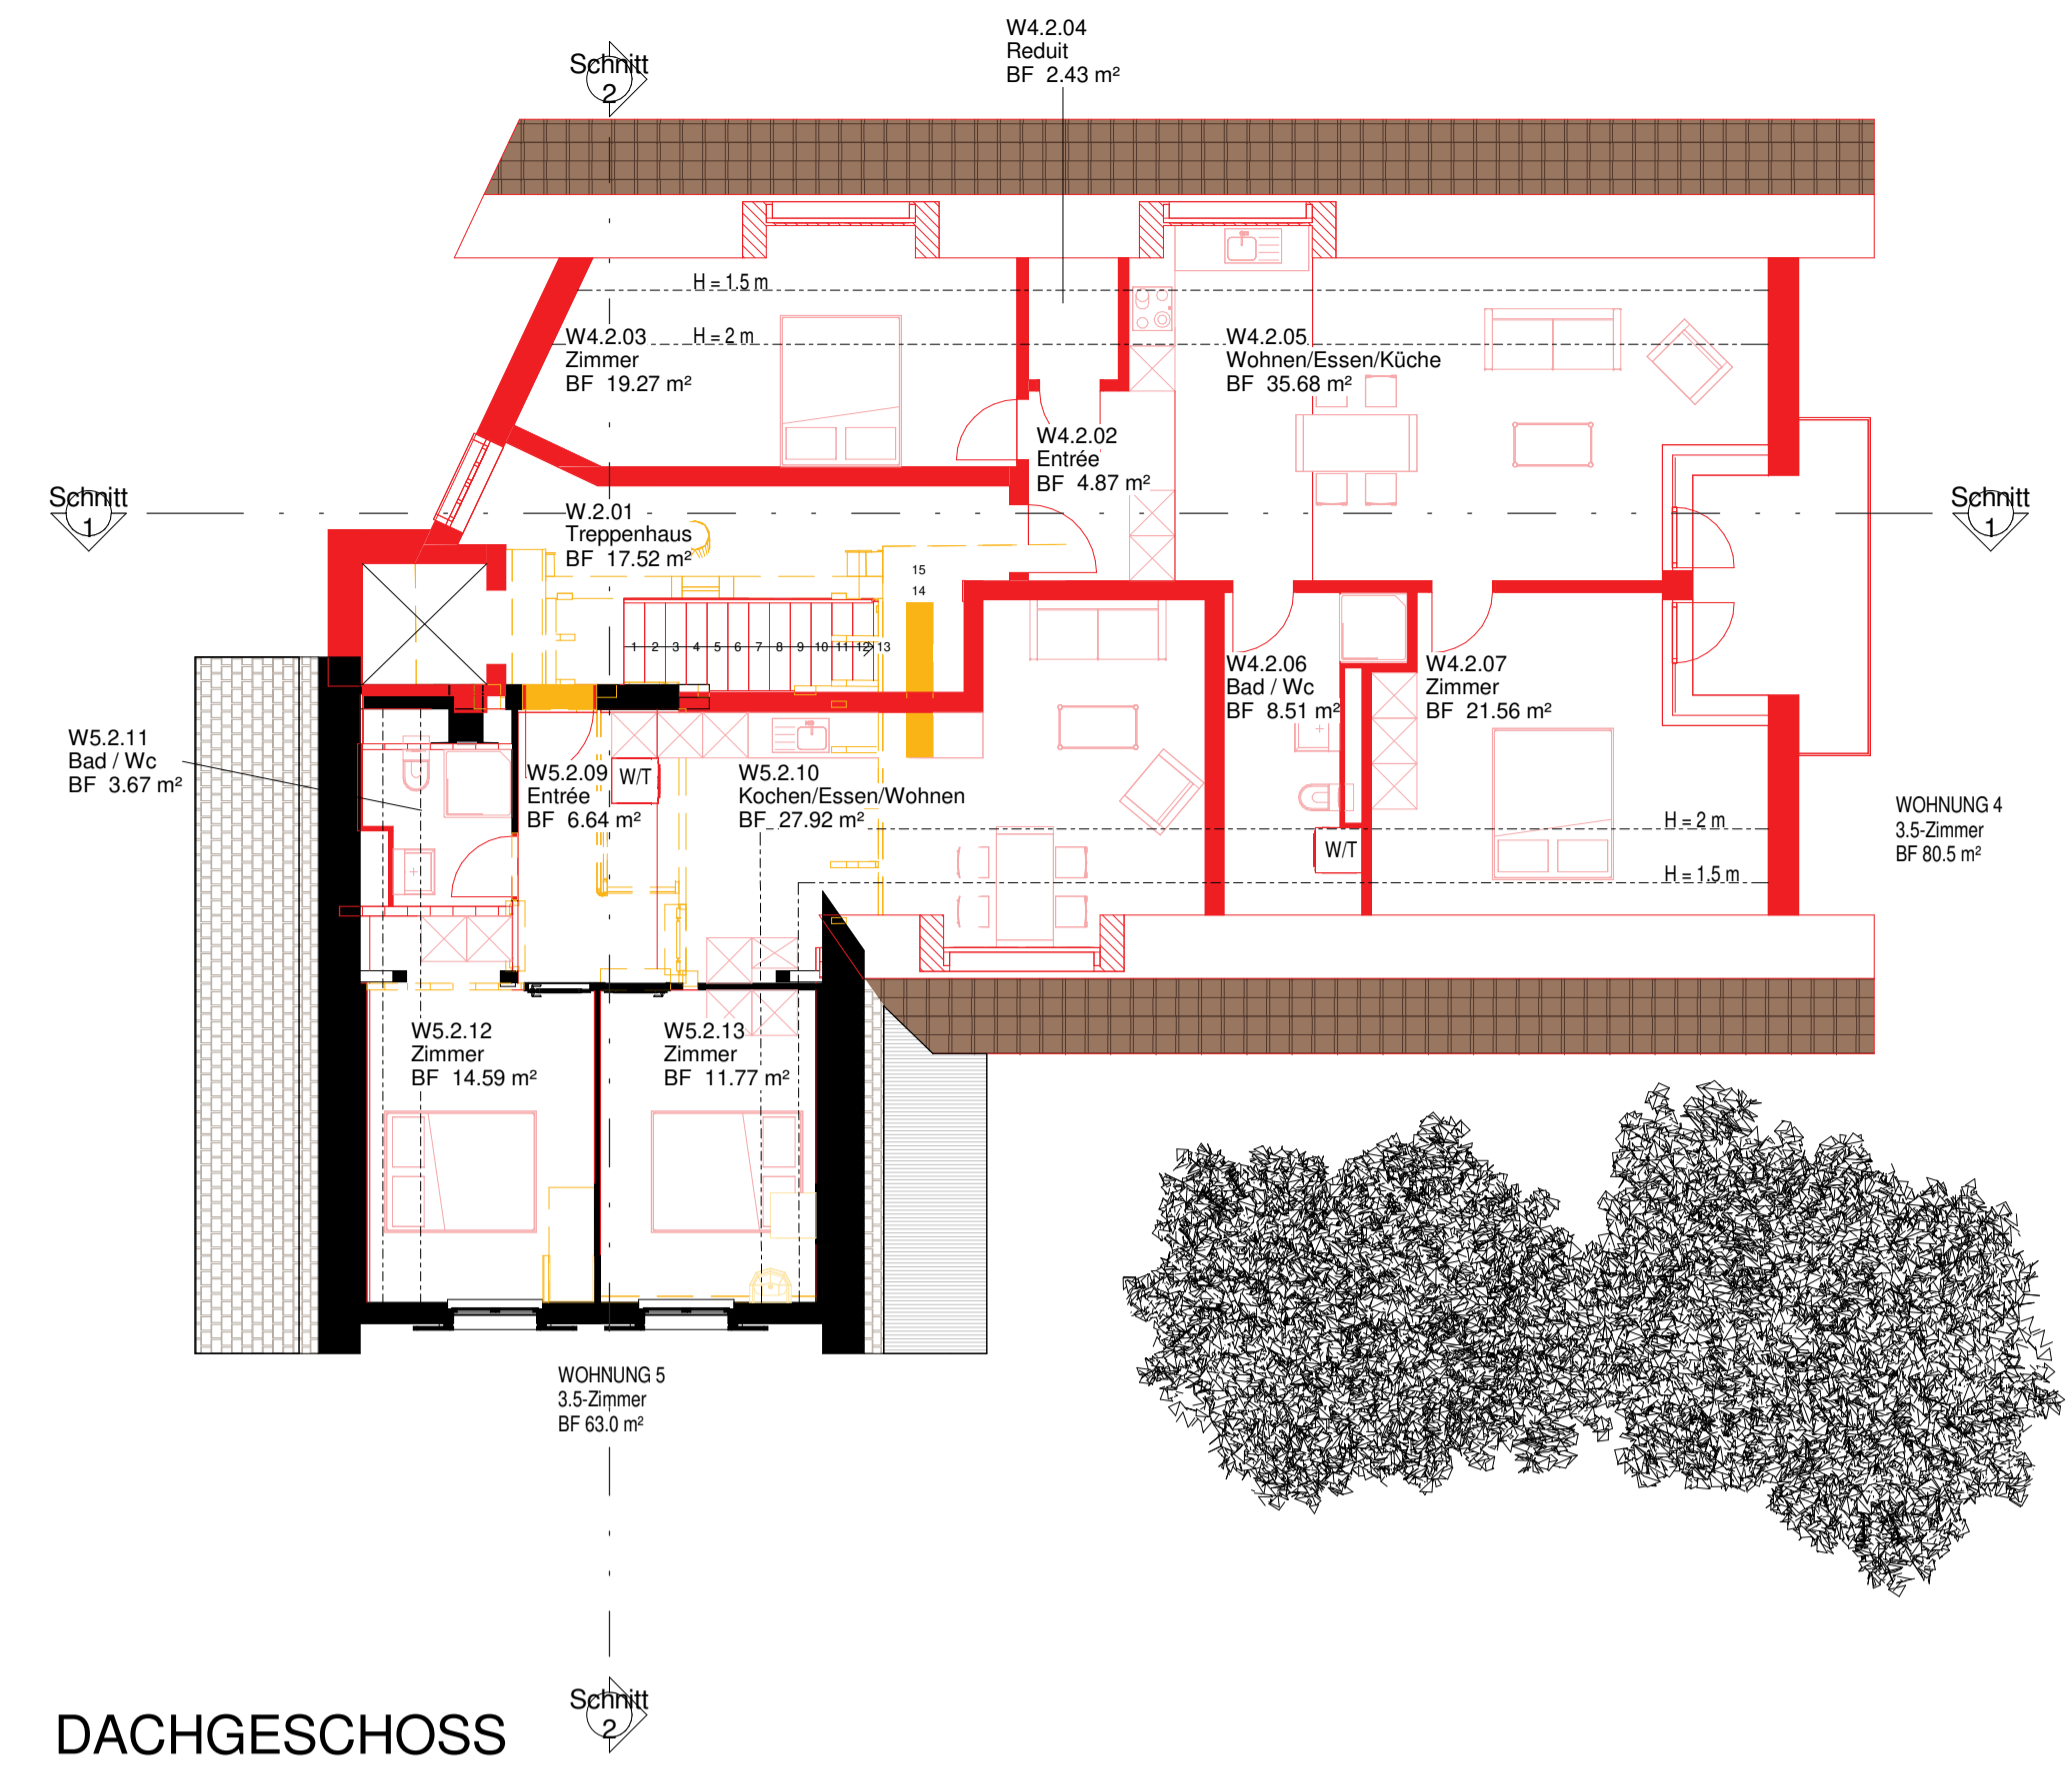 W4.2.04
Reduit
BF 2.43 m²
Schnitt
2
H = 1.5 m
W4.2.03
Zimmer
BF 19.27 m²
H = 2 m
W4.2.05
Wohnen/Essen/Küche
BF 35.68 m²
W4.2.02
Entrée
BF 4.87 m²
Schnitt
1
W.2.01
Treppenhaus
BF 17.52 m²
Schnitt
1
15
14
1 2 3 4 5 6 7 8 9 10 11 12 13
W4.2.06
Bad / Wc
BF 8.51 m²
W4.2.07
Zimmer
BF 21.56 m²
W5.2.11
Bad / Wc
BF 3.67 m²
W5.2.09
Entrée
BF 6.64 m²
W/T
W5.2.10
Kochen/Essen/Wohnen
BF 27.92 m²
H = 2 m
W/T
H = 1.5 m
WOHNUNG 4
3.5-Zimmer
BF 80.5 m²
W5.2.12
Zimmer
BF 14.59 m²
W5.2.13
Zimmer
BF 11.77 m²
WOHNUNG 5
3.5-Zimmer
BF 63.0 m²
Schnitt
2
DACHGESCHOSS